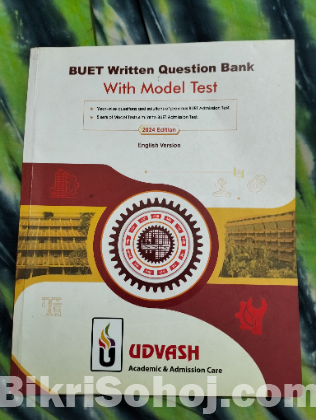 BUET Written Question Bank
With Model Test
2024 Edition
English Version
UDVASH
Academic & Admission Care
BikriSohoj.com